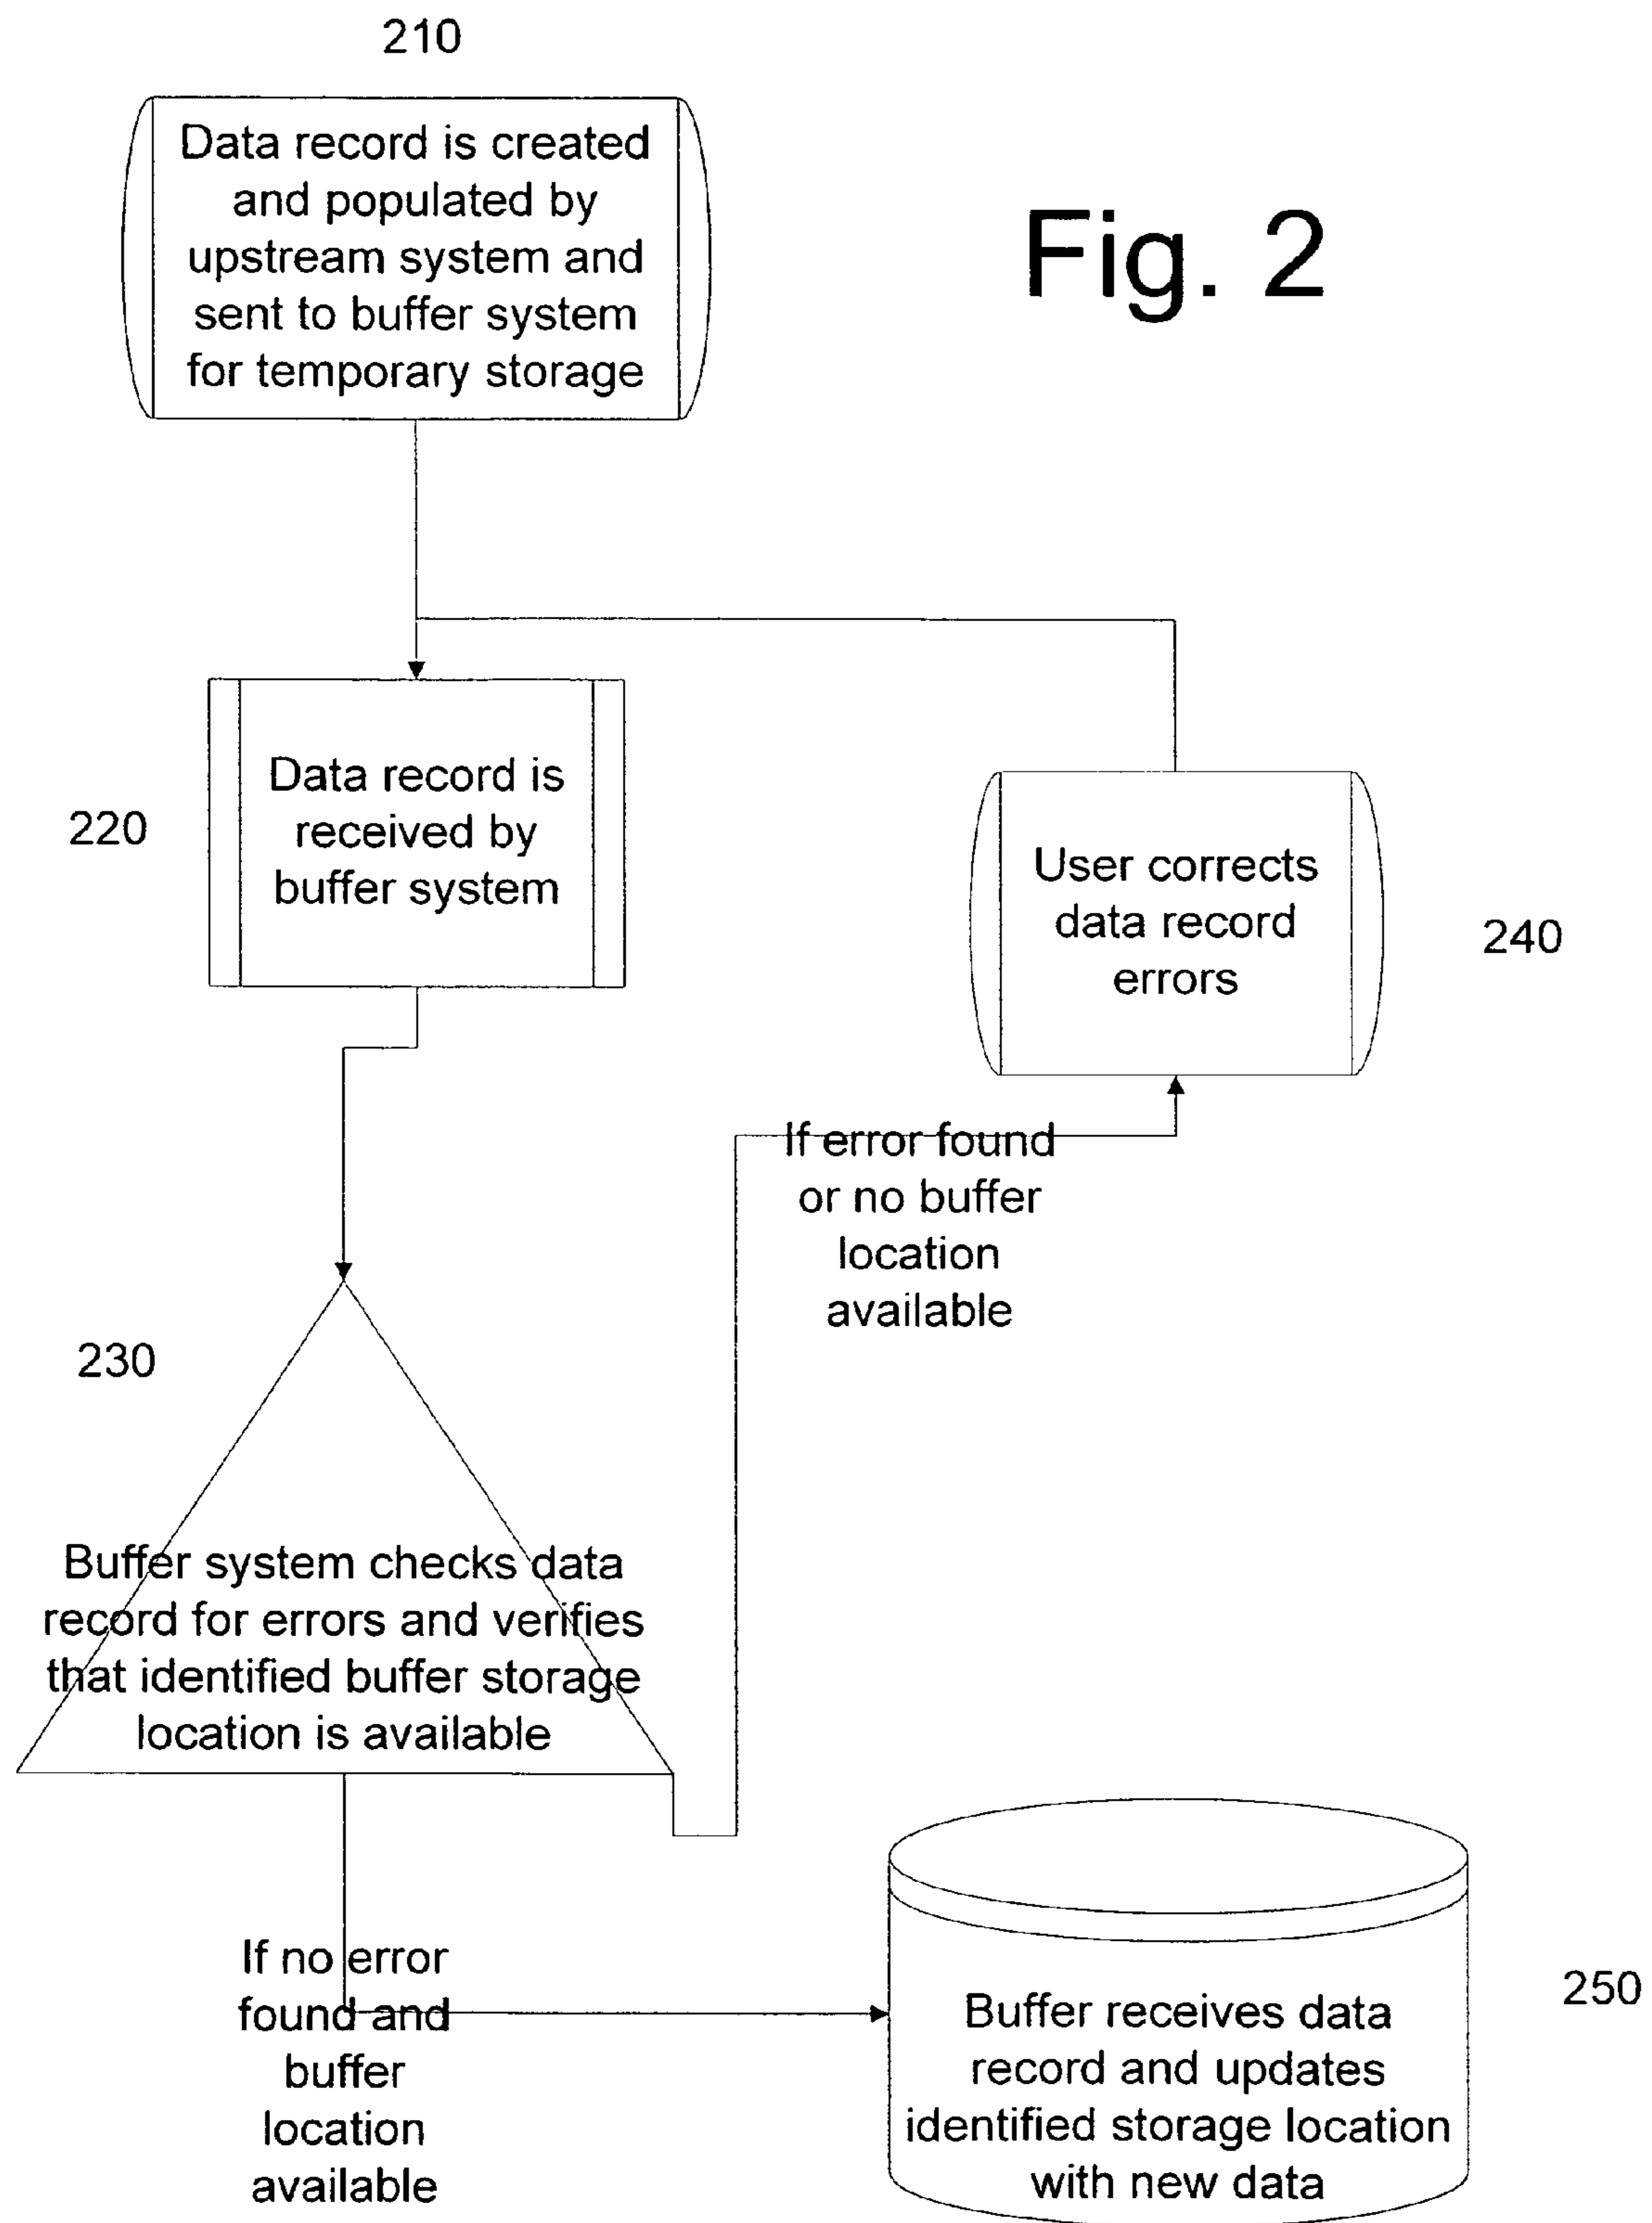 210
Data record is created
and populated by
upstream system and
sent to buffer system
for temporary storage
Fig. 2
220
Data record is
received by
buffer system
User corrects
data record
errors
240
If error found
or no buffer
location
available
230
Buffer system checks data
record for errors and verifies
that identified buffer storage
location is available
If no error
found and
buffer
location
available
250
Buffer receives data
record and updates
identified storage location
with new data